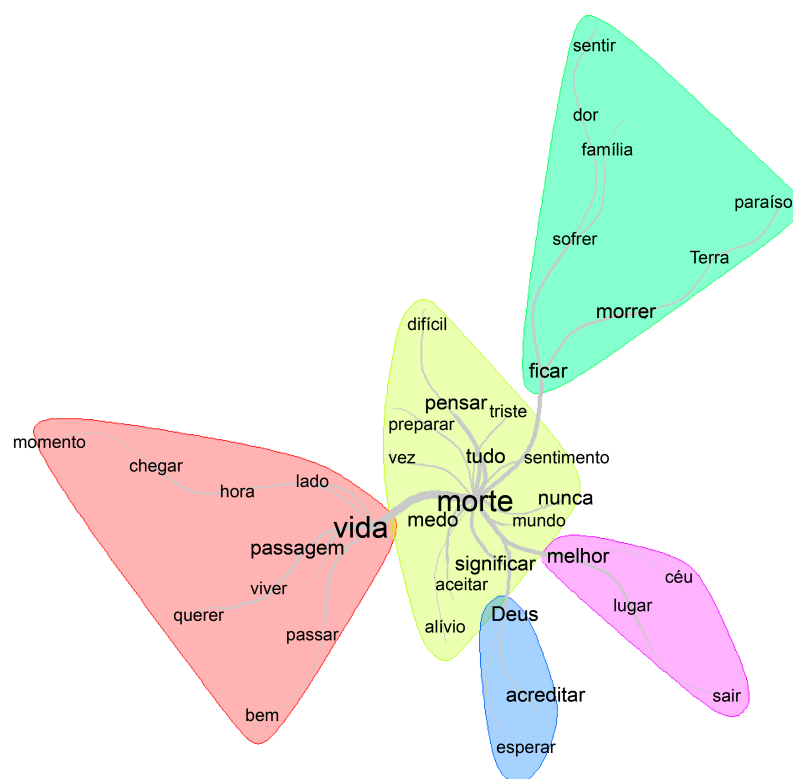 sentir
dor
família
paraíso
sofrer
Terra
morrer
difícil
ficar
pensar
triste
preparar
momento
vez
tudo
sentimento
chegar
lado
hora
morte
nunca
vida
medo
mundo
passagem
significar
melhor
viver
aceitar
céu
querer
alívio
Deus
lugar
passar
acreditar
sair
bem
esperar